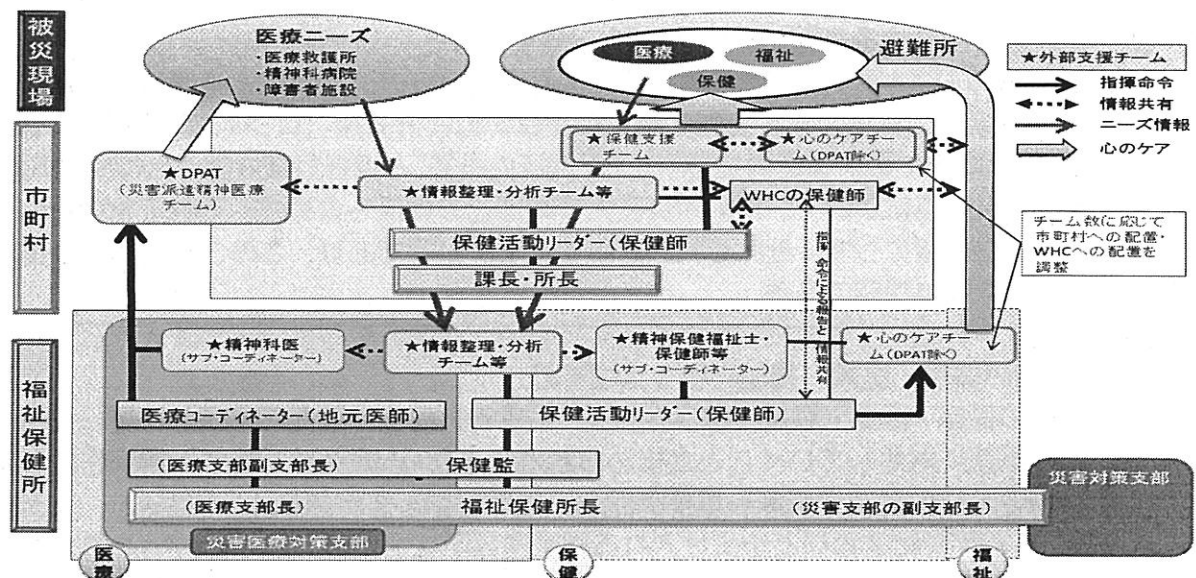 被災現場
医療ニーズ
・医療救護所
・精神科病院
・障害者施設
避難所
医療
福祉
保健
★外部支援チーム
指揮命令
情報共有
ニーズ情報
心のケア
市町村
★DPAT
(災害派遣精神医療
チーム)
★保健支援
チーム
★心のケアチー
ム(DPAT除く)
★情報整理・分析チーム等
WHCの保健師
保健活動リーダー(保健師
課長・所長
指揮・命令による報告と情報共有
チーム数に応じて
市町村への配置・
WHCへの配置を
調整
福祉保健所
★精神科医
(サブ・コーディネーター)
★情報整理・分析
チーム等
★精神保健福祉士・
保健師等
(サブ・コーディネーター)
★心のケアチ
ーム(DPAT除く)
医療コーディネーター(地元医師)
保健活動リーダー(保健師)
(医療支部副支部長) 保健監
(医療支部長) 福祉保健所長 (災害支部の副支部長)
災害医療対策支部
災害対策支部
医療
保健
福祉